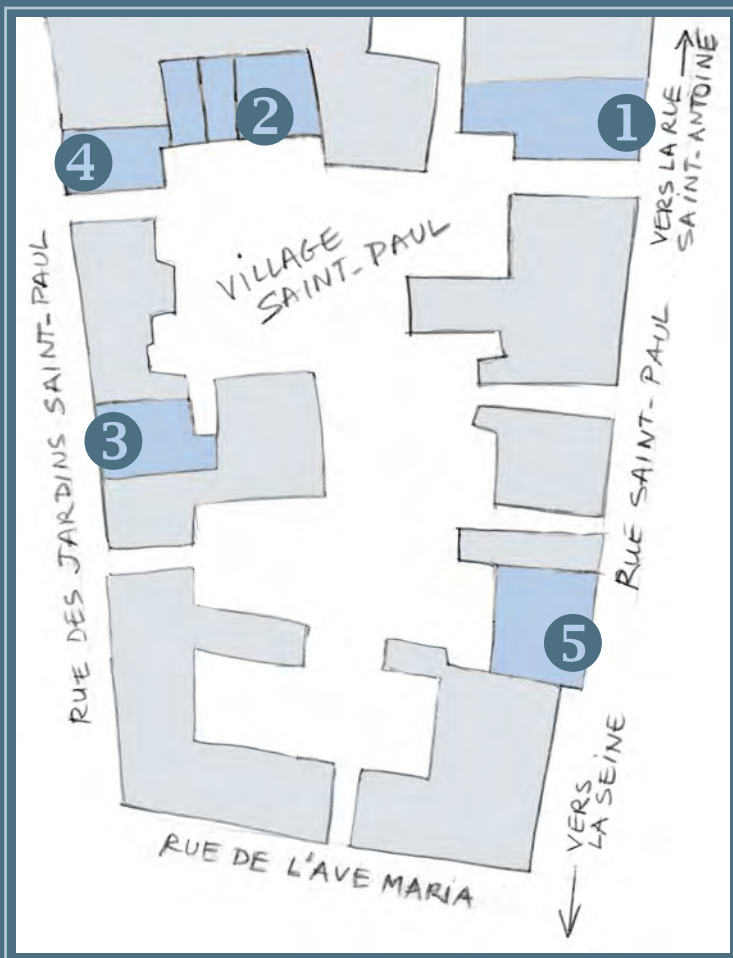 1
2
4
VERS LA RUE
SAINT-ANTOINE
VILLAGE
SAINT-PAUL
RUE DES JARDINS SAINT-PAUL
3
RUE SAINT-PAUL
5
VERS
LA SEINE
RUE DE L'AVE MARIA